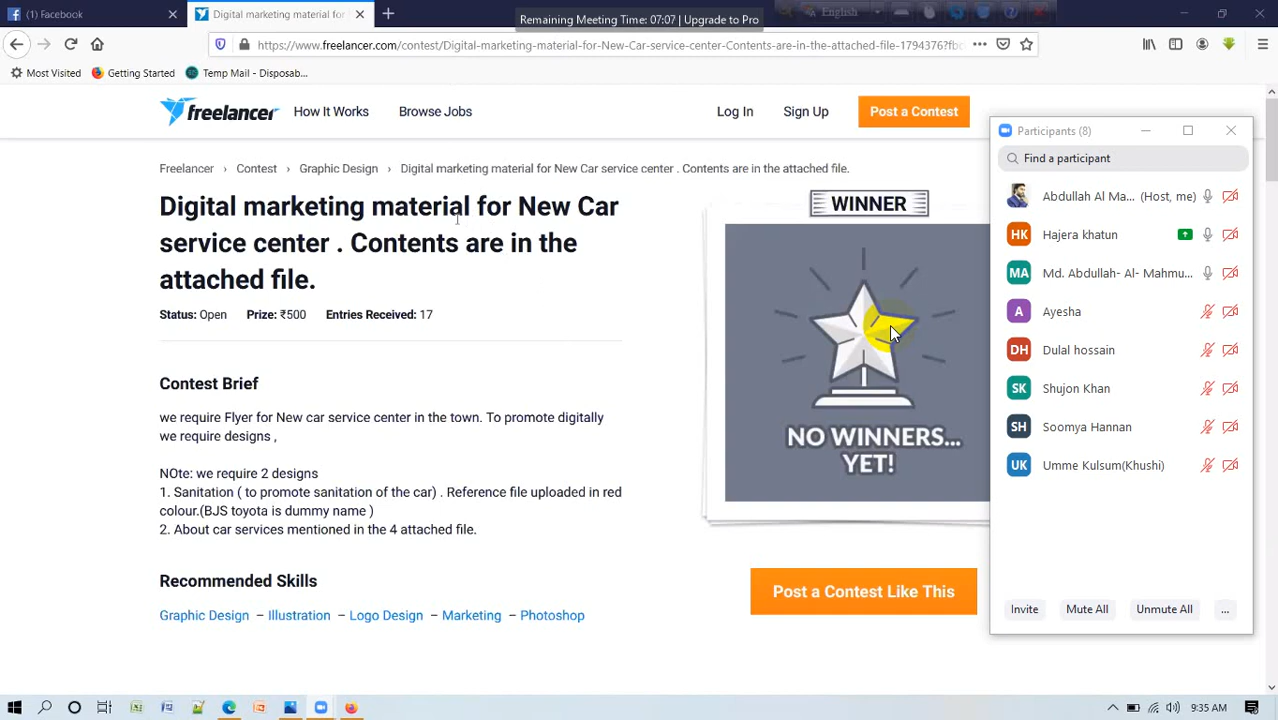 (1) Facebook
Digital marketing material for
Remaining Meeting Time: 07:07 | Upgrade to Pro
English
https://www.freelancer.com/contest/Digital-marketing-material-for-New-Car-service-center-Contents-are-in-the-attached-file-1794376?fbc
Most Visited
Getting Started
Temp Mail - Disposab...
freelancer
How It Works
Browse Jobs
Log In
Sign Up
Post a Contest
Freelancer › Contest › Graphic Design › Digital marketing material for New Car service center . Contents are in the attached file.
Digital marketing material for New Car
service center . Contents are in the
attached file.
Status: Open Prize: ₹500 Entries Received: 17
Contest Brief
we require Flyer for New car service center in the town. To promote digitally
we require designs ,
NOte: we require 2 designs
1. Sanitation ( to promote sanitation of the car) . Reference file uploaded in red
colour.(BJS toyota is dummy name )
2. About car services mentioned in the 4 attached file.
Recommended Skills
Graphic Design – Illustration – Logo Design – Marketing – Photoshop
WINNER
NO WINNERS...
YET!
Post a Contest Like This
Participants (8)
Find a participant
Abdullah Al Ma... (Host, me)
HK Hajera khatun
MA Md. Abdullah- Al- Mahmu...
A Ayesha
DH Dulal hossain
SK Shujon Khan
SH Soomya Hannan
UK Umme Kulsum(Khushi)
Invite
Mute All
Unmute All
...
9:35 AM